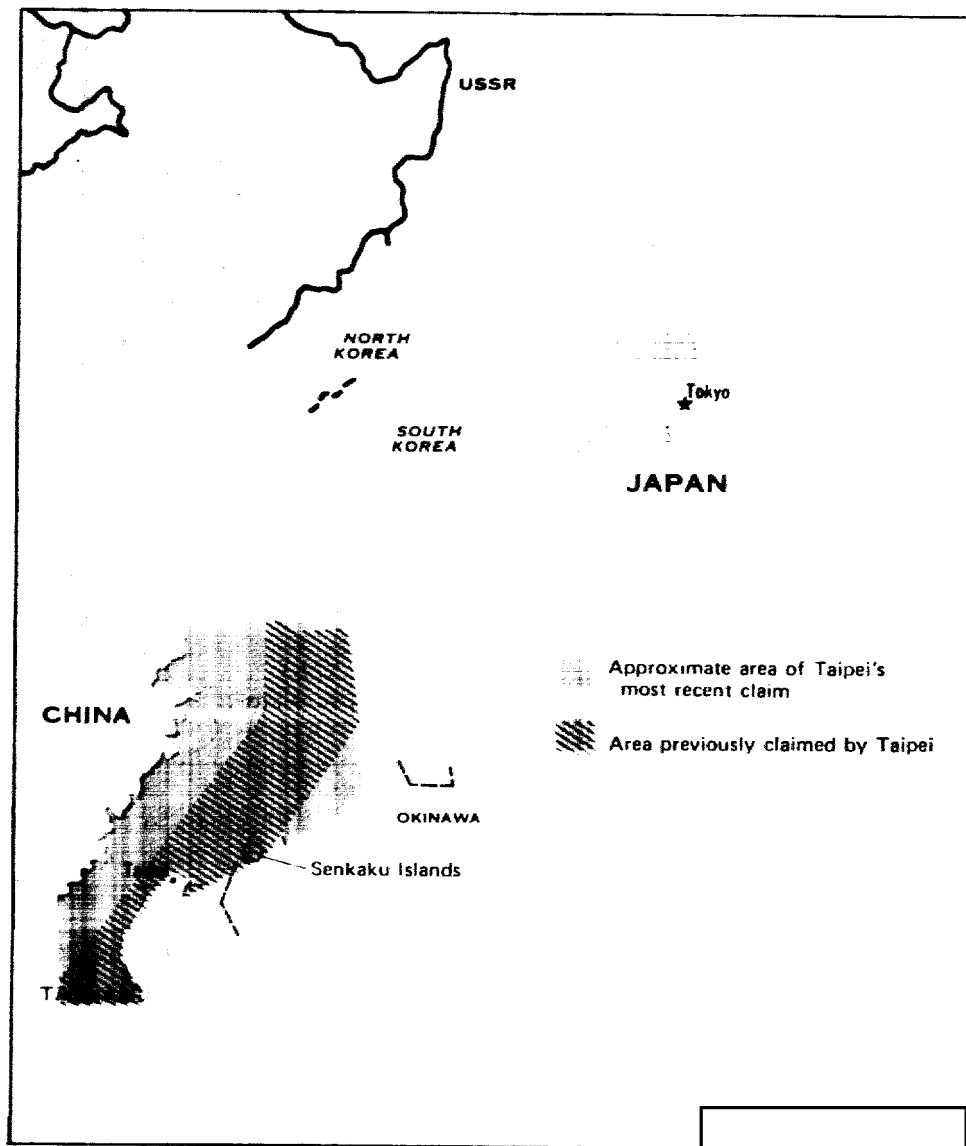 USSR
NORTH
KOREA
Tokyo
SOUTH
KOREA
JAPAN
Approximate area of Taipei's
most recent claim
CHINA
Area previously claimed by Taipei
OKINAWA
Senkaku Islands